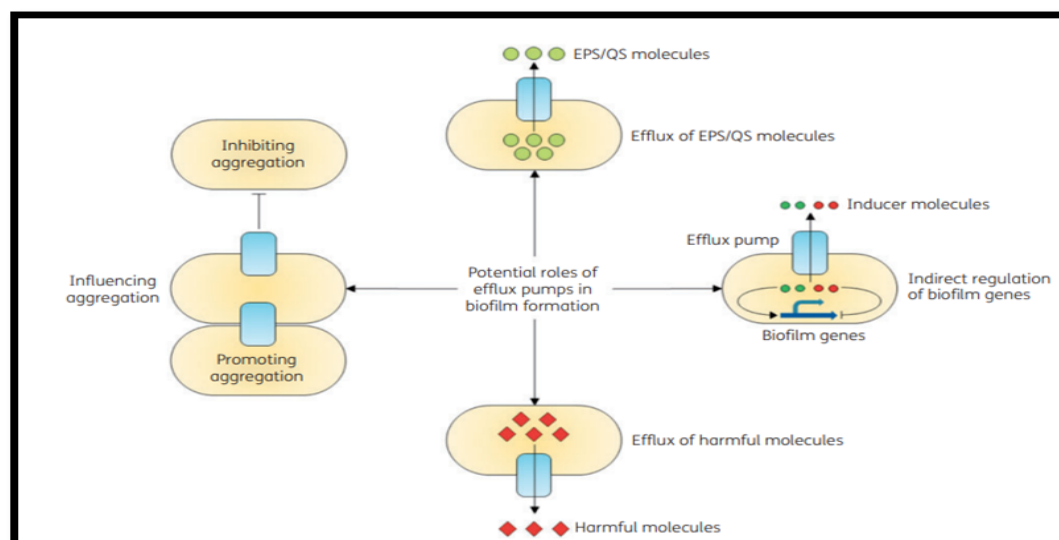 EPS/QS molecules
Efflux of EPS/QS molecules
Inhibiting
aggregation
Influencing
aggregation
Promoting
aggregation
Potential roles of
efflux pumps in
biofilm formation
Inducer molecules
Efflux pump
Indirect regulation
of biofilm genes
Biofilm genes
Efflux of harmful molecules
Harmful molecules